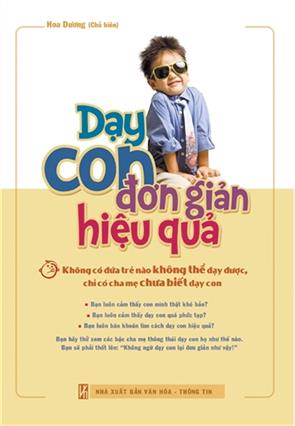 Hoa Dương (Chủ biên)
Dạy
con
đơn giản
hiệu quả
Không có đứa trẻ nào không thể dạy được,
chỉ có cha mẹ chưa biết dạy con
• Bạn luôn cảm thấy con mình thật khó bảo?
• Bạn luôn cảm thấy dạy con quá phức tạp?
• Bạn luôn băn khoăn tìm cách dạy con hiệu quả?
Bạn hãy thử xem các bậc cha mẹ thông thái dạy con họ như thế nào.
Bạn sẽ phải thốt lên: “Không ngờ dạy con lại đơn giản như vậy!”
NHÀ XUẤT BẢN VĂN HÓA - THÔNG TIN